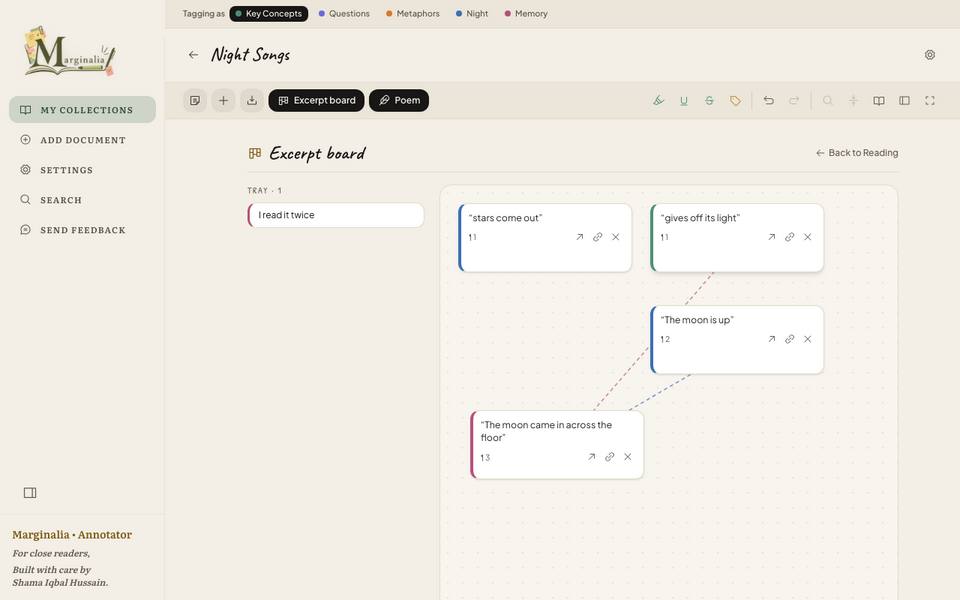 Tagging as Key Concepts Questions Metaphors Night Memory
Marginalia
Night Songs
MY COLLECTIONS
ADD DOCUMENT
SETTINGS
SEARCH
SEND FEEDBACK
Excerpt board Poem
Excerpt board
← Back to Reading
TRAY · 1
I read it twice
“stars come out”
¶1
“gives off its light”
¶1
“The moon is up”
¶2
“The moon came in across the
floor”
¶3
Marginalia • Annotator
For close readers,
Built with care by
Shama Iqbal Hussain.